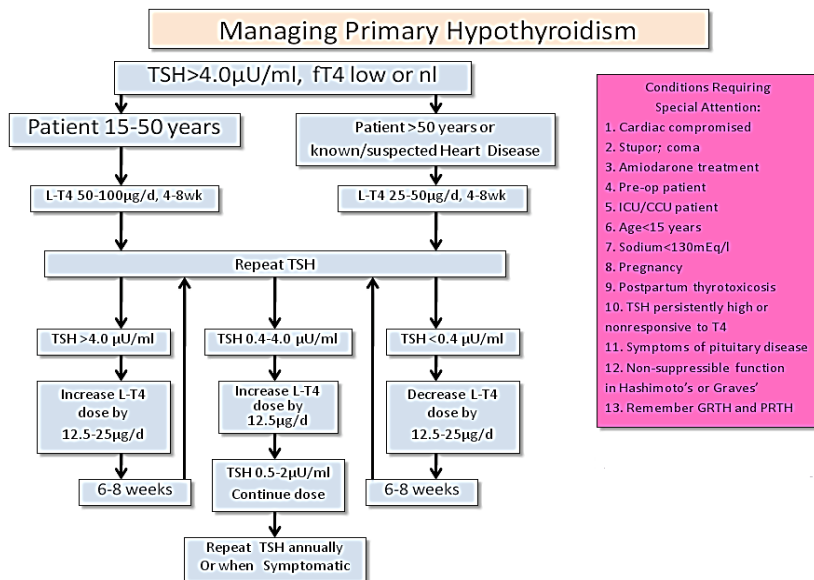 Managing Primary Hypothyroidism
TSH>4.0µU/ml, fT4 low or nl
Patient 15-50 years
Patient >50 years or
known/suspected Heart Disease
L-T4 50-100µg/d, 4-8wk
L-T4 25-50µg/d, 4-8wk
Repeat TSH
TSH >4.0 µU/ml)
TSH 0.4-4.0 µU/ml)
TSH <0.4 µU/ml)
Increase L-T4
dose by
12.5-25µg/d
Increase L-T4
dose by
12.5µg/d
Decrease L-T4
dose by
12.5-25µg/d
6-8 weeks
TSH 0.5-2µU/ml)
Continue dose
6-8 weeks
Repeat TSH annually
Or when Symptomatic
Conditions Requiring
Special Attention:
1. Cardiac compromised
2. Stupor; coma
3. Amiodarone treatment
4. Pre-op patient
5. ICU/CCU patient
6. Age<15 years
7. Sodium<130mEq/l
8. Pregnancy
9. Postpartum thyrotoxicosis
10. TSH persistently high or
nonresponsive to T4
11. Symptoms of pituitary disease
12. Non-suppressible function
in Hashimoto's or Graves'
13. Remember GRTH and PRTH